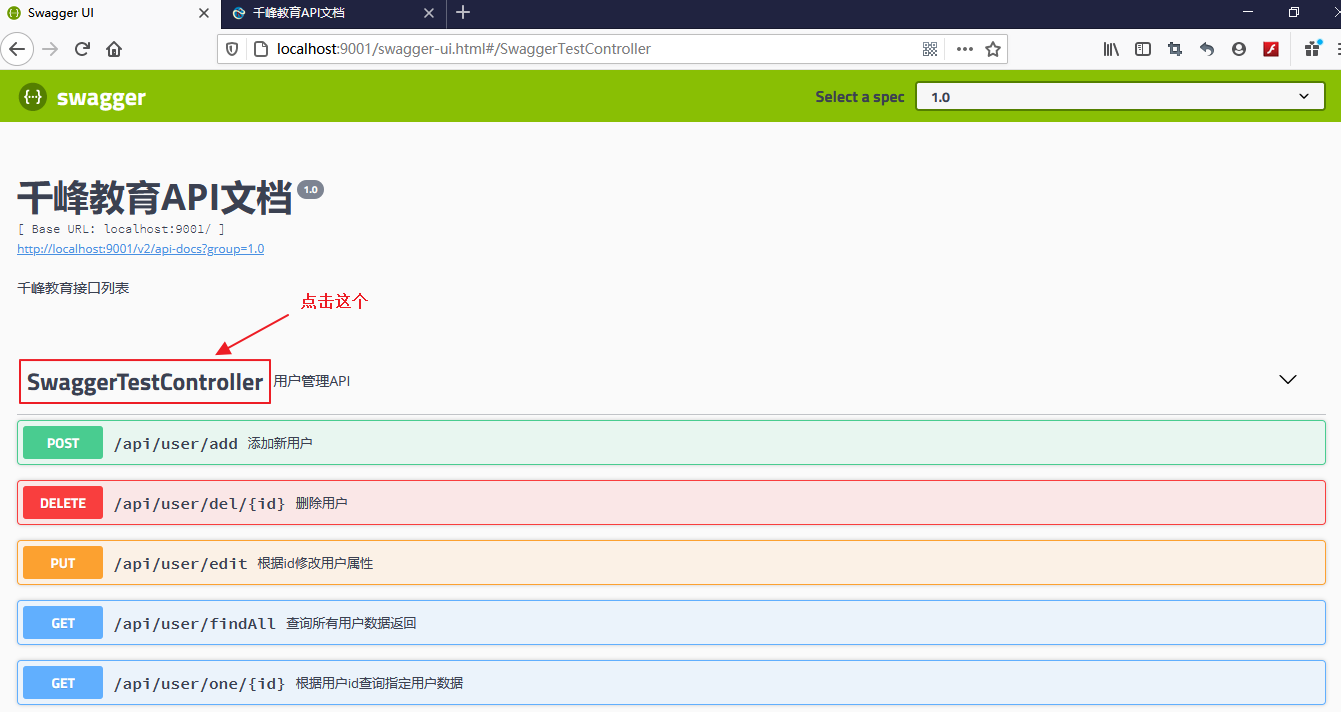 Swagger UI
千峰教育API文档
localhost:9001/swagger-ui.html#/SwaggerTestController
swagger
Select a spec
1.0
千峰教育API文档 1.0
[ Base URL: localhost:9001/ ]
http://localhost:9001/v2/api-docs?group=1.0
千峰教育接口列表
点击这个
SwaggerTestController 用户管理API
POST /api/user/add 添加新用户
DELETE /api/user/del/{id} 删除用户
PUT /api/user/edit 根据id修改用户属性
GET /api/user/findAll 查询所有用户数据返回
GET /api/user/one/{id} 根据用户id查询指定用户数据